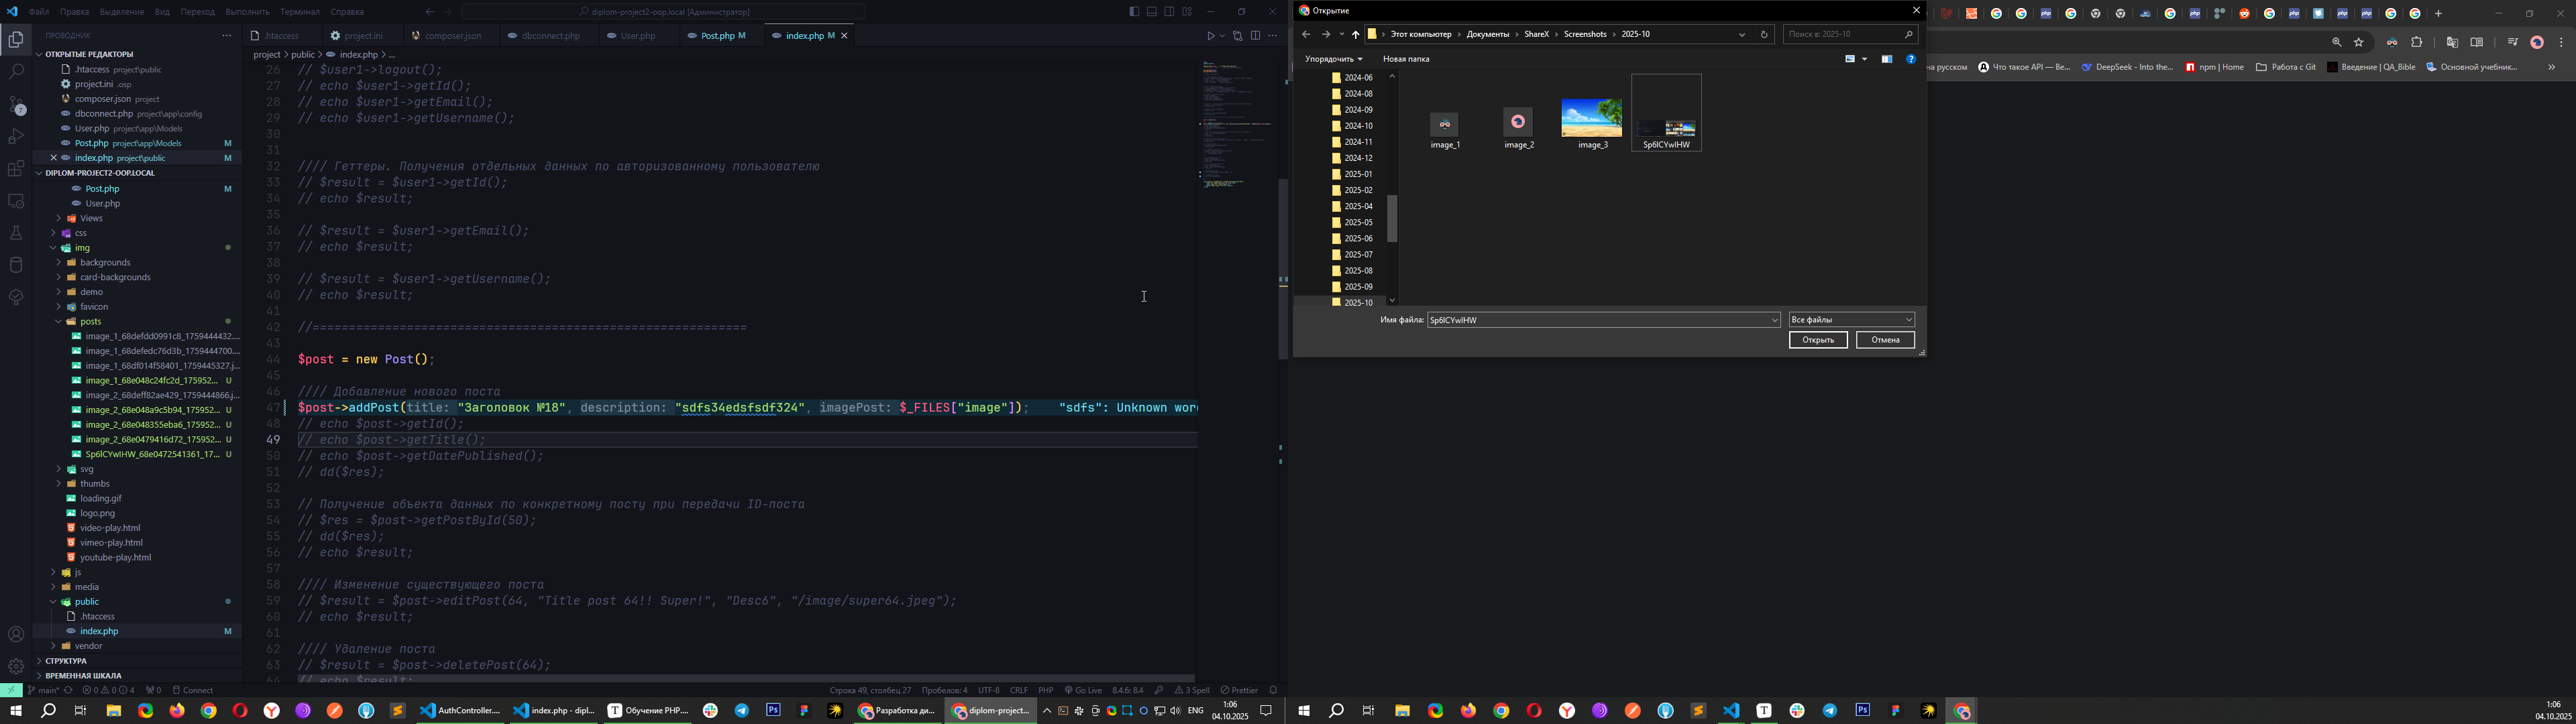 Файл Правка Выделение Вид Переход Выполнить Терминал Справка
diplom-project2-oop.local [Администратор]
ПРОВОДНИК
ОТКРЫТЫЕ РЕДАКТОРЫ
.htaccess project\public
project.ini .osp
composer.json project
dbconnect.php project\app\config
User.php project\app\Models
Post.php project\app\Models M
index.php project\public M
DIPLOM-PROJECT2-OOP.LOCAL
Post.php M
User.php
Views
css
img
backgrounds
card-backgrounds
demo
favicon
posts
image_1_68defdd0991c8_1759444432....
image_1_68defedc76d3b_1759444700....
image_1_68df014f58401_1759445327.j...
image_1_68e048c24fc2d_175952... U
image_2_68deff82ae429_1759444866.j...
image_2_68e048a9c5b94_175952... U
image_2_68e048355eba6_175952... U
image_2_68e0479416d72_175952... U
Sp6lCYwIHW_68e0472541361_17... U
svg
thumbs
loading.gif
logo.png
video-play.html
vimeo-play.html
youtube-play.html
js
media
public
.htaccess
index.php M
vendor
СТРУКТУРА
ВРЕМЕННАЯ ШКАЛА
.htaccess project.ini composer.json dbconnect.php User.php Post.php M index.php M
project > public > index.php > ...
26 // $user1->logout();
27 // echo $user1->getId();
28 // echo $user1->getEmail();
29 // echo $user1->getUsername();
30
31
32 //// Геттеры. Получения отдельных данных по авторизованному пользователю
33 // $result = $user1->getId();
34 // echo $result;
35
36 // $result = $user1->getEmail();
37 // echo $result;
38
39 // $result = $user1->getUsername();
40 // echo $result;
41
42 //============================================================
43
44 $post = new Post();
45
46 //// Добавление нового поста
47 $post->addPost(title: "Заголовок №18", description: "sdfs34edsfsdf324", imagePost: $_FILES["image"]); "sdfs": Unknown wor
48 // echo $post->getId();
49 // echo $post->getTitle();
50 // echo $post->getDatePublished();
51 // dd($res);
52
53 // Получение объекта данных по конкретному посту при передачи ID-поста
54 // $res = $post->getPostById(50);
55 // dd($res);
56 // echo $result;
57
58 //// Изменение существующего поста
59 // $result = $post->editPost(64, "Title post 64!! Super!", "Desc6", "/image/super64.jpeg");
60 // echo $result;
61
62 //// Удаление поста
63 // $result = $post->deletePost(64);
64 // echo $result;
main* 0 0 4 0 Connect
Строка 49, столбец 27 Пробелов: 4 UTF-8 CRLF PHP Go Live 8.4.6: 8.4 3 Spell Prettier
AuthController.... index.php - dipl... Обучение PHP.... Разработка ди... diplom-project...
ENG 1:06
04.10.2025
Открытие
Этот компьютер > Документы > ShareX > Screenshots > 2025-10
Поиск в: 2025-10
Упорядочить Новая папка
2024-06
2024-08
2024-09
2024-10
2024-11
2024-12
2025-01
2025-02
2025-04
2025-05
2025-06
2025-07
2025-08
2025-09
2025-10
image_1 image_2 image_3 Sp6lCYwIHW
Имя файла: Sp6lCYwIHW
Все файлы
Открыть Отмена
на русском Что такое API — Ве... DeepSeek - Into the... npm | Home Работа с Git Введение | QA_Bible Основной учебник...
1:06
04.10.2025